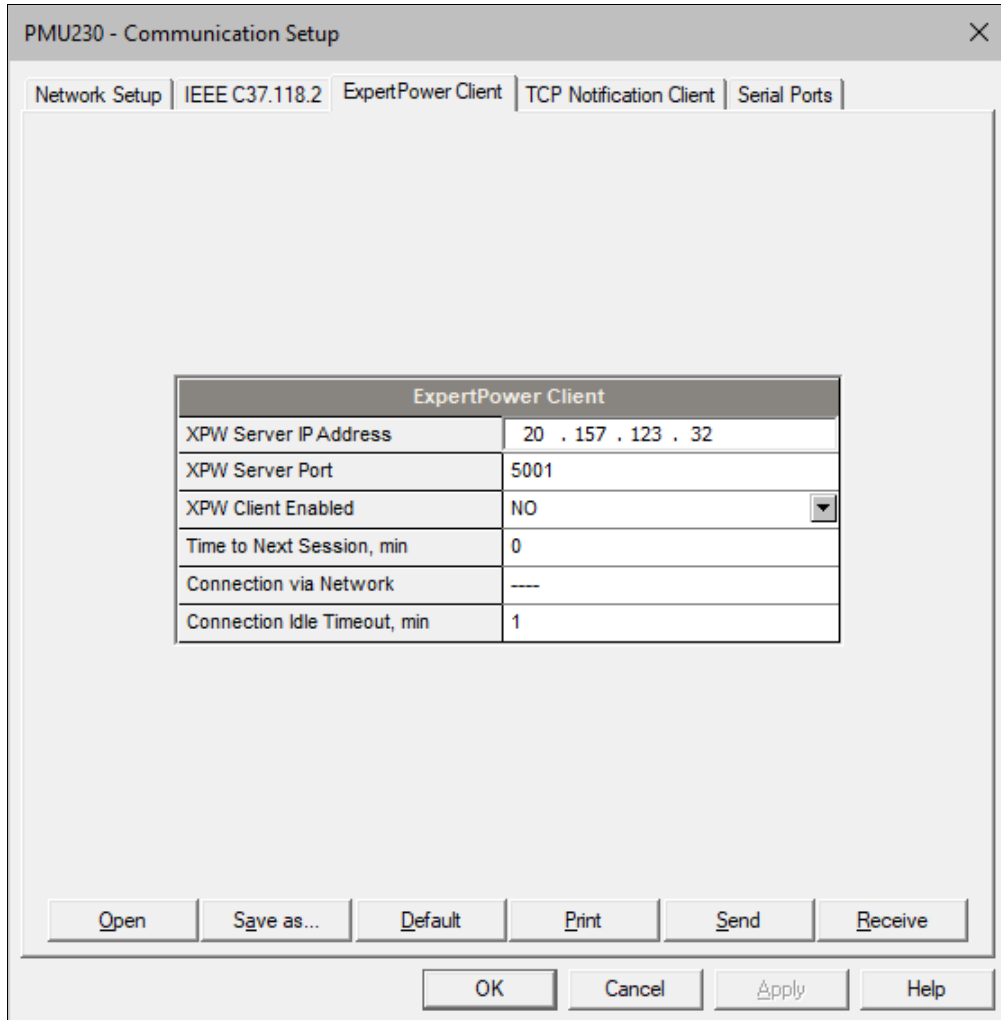 PMU230 - Communication Setup
Network Setup IEEE C37.118.2 ExpertPower Client TCP Notification Client Serial Ports
ExpertPower Client
XPW Server IP Address 20 . 157 . 123 . 32
XPW Server Port 5001
XPW Client Enabled NO
Time to Next Session, min 0
Connection via Network ----
Connection Idle Timeout, min 1
Open Save as... Default Print Send Receive
OK Cancel Apply Help